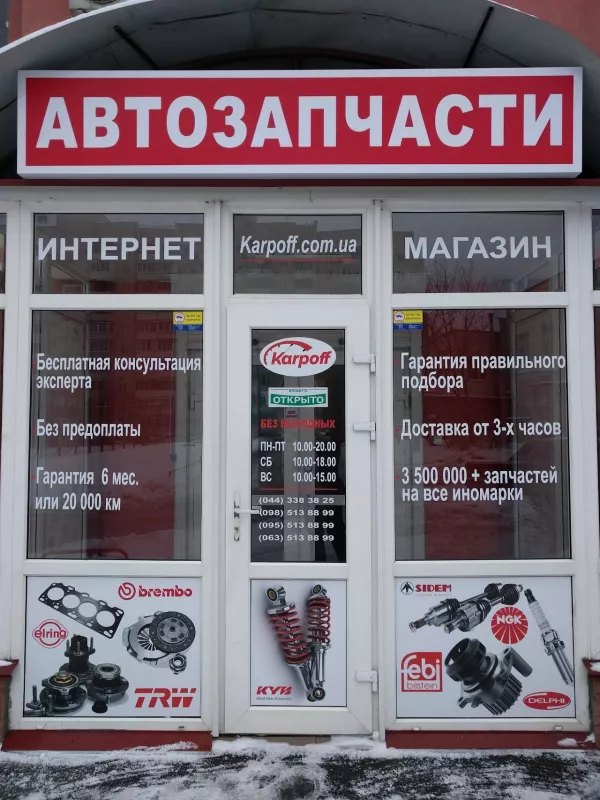 АВТОЗАПЧАСТИ
ИНТЕРНЕТ
Karpoff.com.ua
МАГАЗИН
Бесплатная консультация
эксперта
Без предоплаты
Гарантия 6 мес.
или 20 000 км
Karpoff
ОТКРЫТО
БЕЗ ВЫХОДНЫХ
ПН-ПТ 10.00-20.00
СБ 10.00-18.00
ВС 10.00-15.00
(044) 338 38 25
(098) 513 88 99
(095) 513 88 99
(063) 513 88 99
Гарантия правильного
подбора
Доставка от 3-х часов
3 500 000 + запчастей
на все иномарки
brembo
elring
TRW
KYB
SIDEM
NGK
febi
bilstein
DELPHI